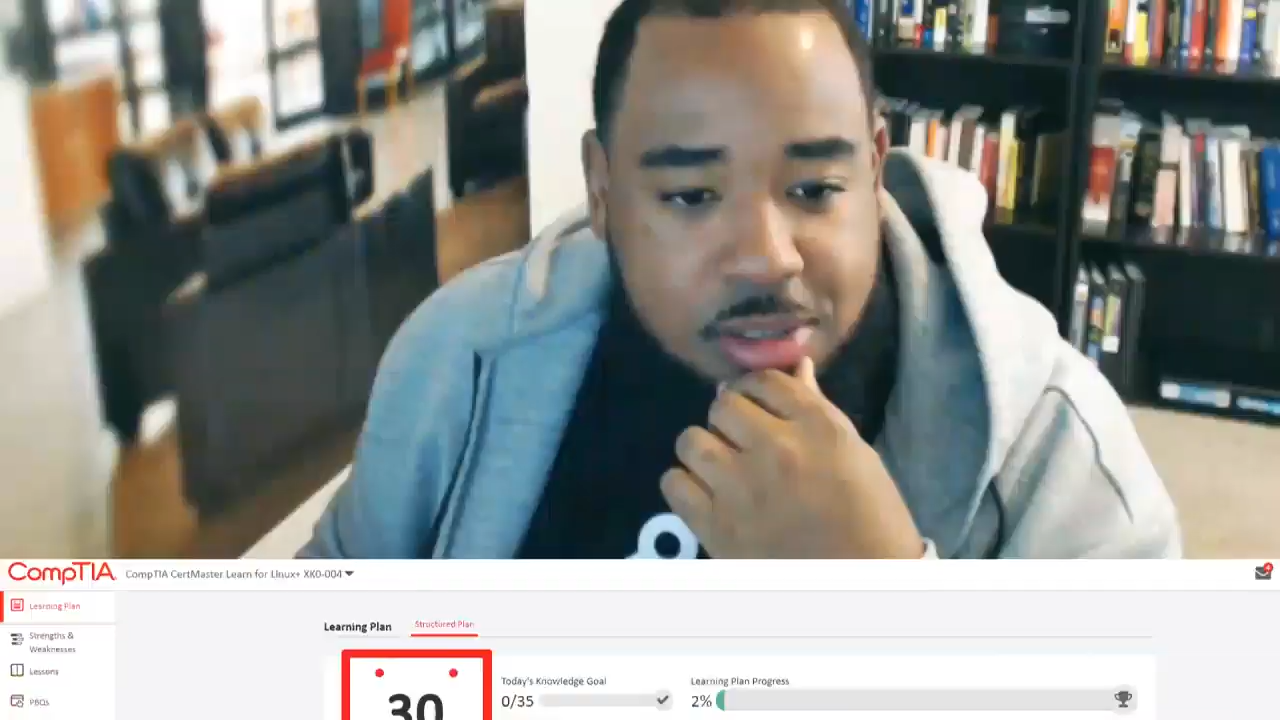 CompTIA. CompTIA CertMaster Learn for Linux+ XK0-004
Learning Plan
Strengths &
Weaknesses
Lessons
PBQs
Learning Plan Structured Plan
30
Today's Knowledge Goal
0/35
Learning Plan Progress
2%